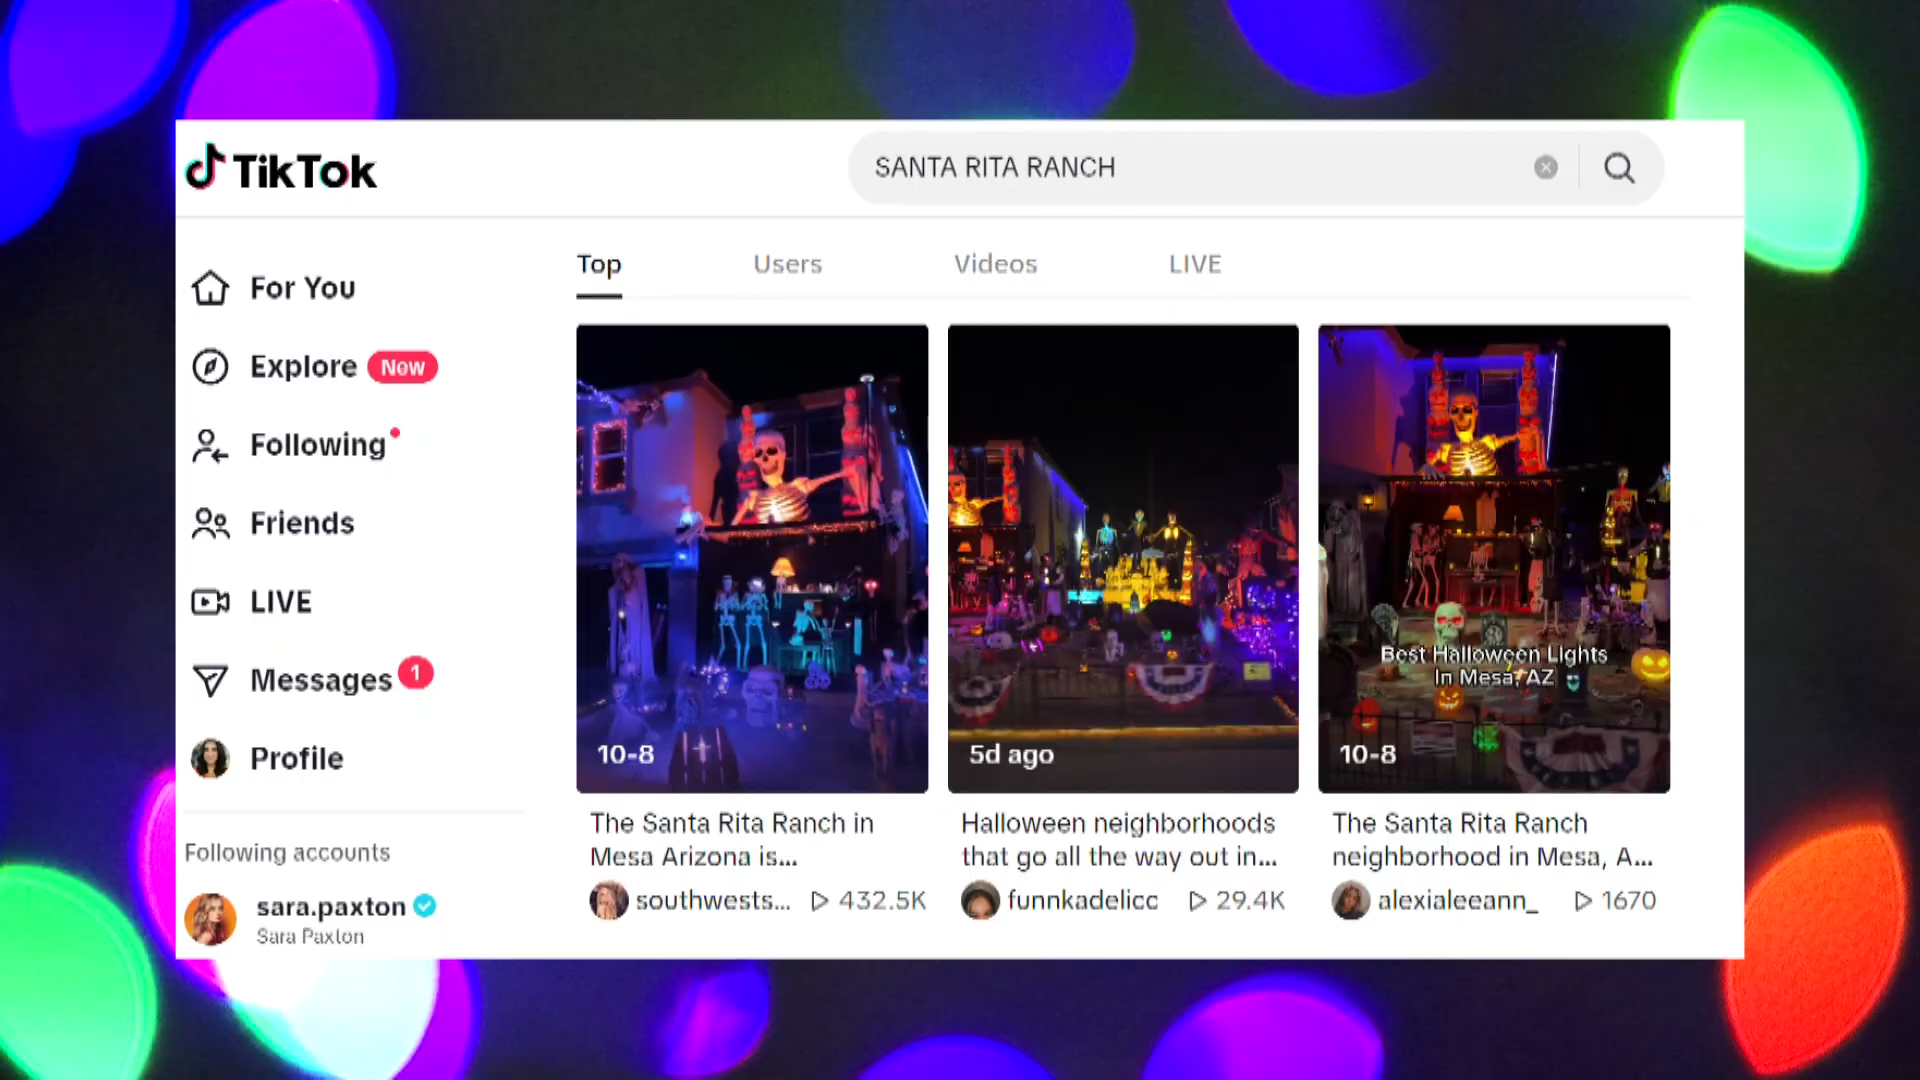 TikTok
SANTA RITA RANCH
For You
Explore New
Following
Friends
LIVE
Messages 1
Profile
Following accounts
sara.paxton
Sara Paxton
Top Users Videos LIVE
Best Halloween Lights
In Mesa, AZ
10-8
5d ago
10-8
The Santa Rita Ranch in
Mesa Arizona is...
southwests... 432.5K
Halloween neighborhoods
that go all the way out in...
funnkadelicc 29.4K
The Santa Rita Ranch
neighborhood in Mesa, A...
alexialeeann_ 1670